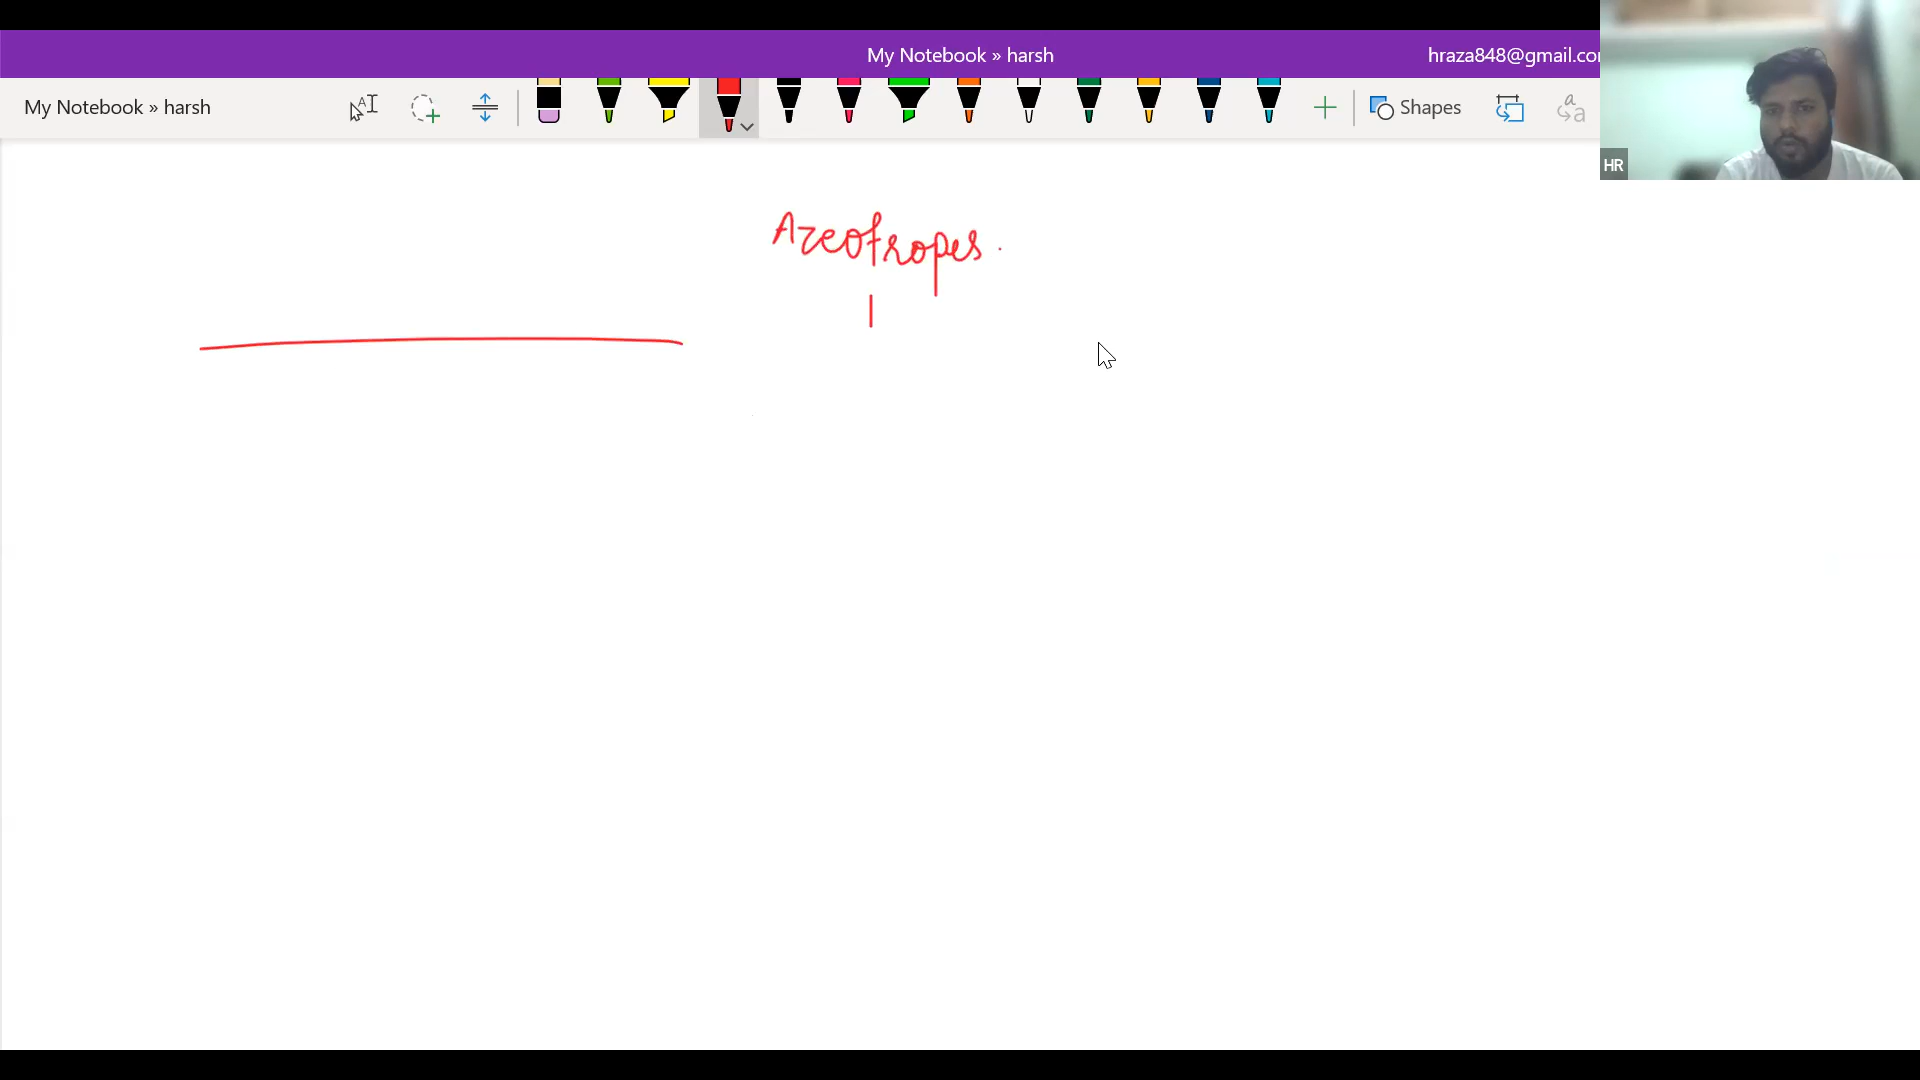 My Notebook » harsh
hraza848@gmail.co
My Notebook » harsh
Shapes
HR
Azeotropes.